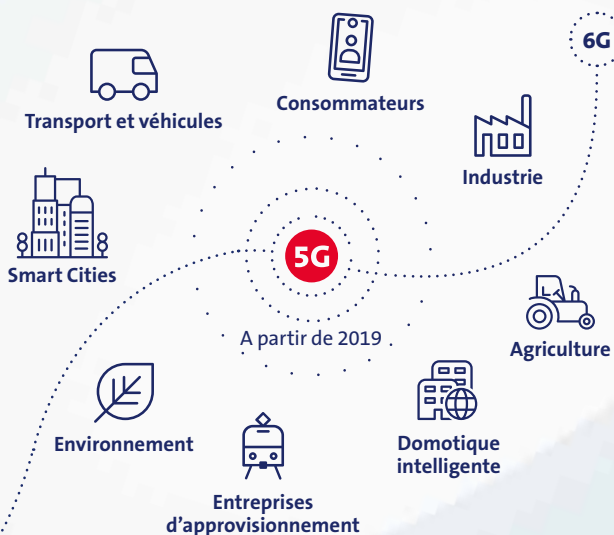 6G
Consommateurs
Transport et véhicules
Industrie
5G
Smart Cities
A partir de 2019
Agriculture
Environnement
Domotique
intelligente
Entreprises
d'approvisionnement